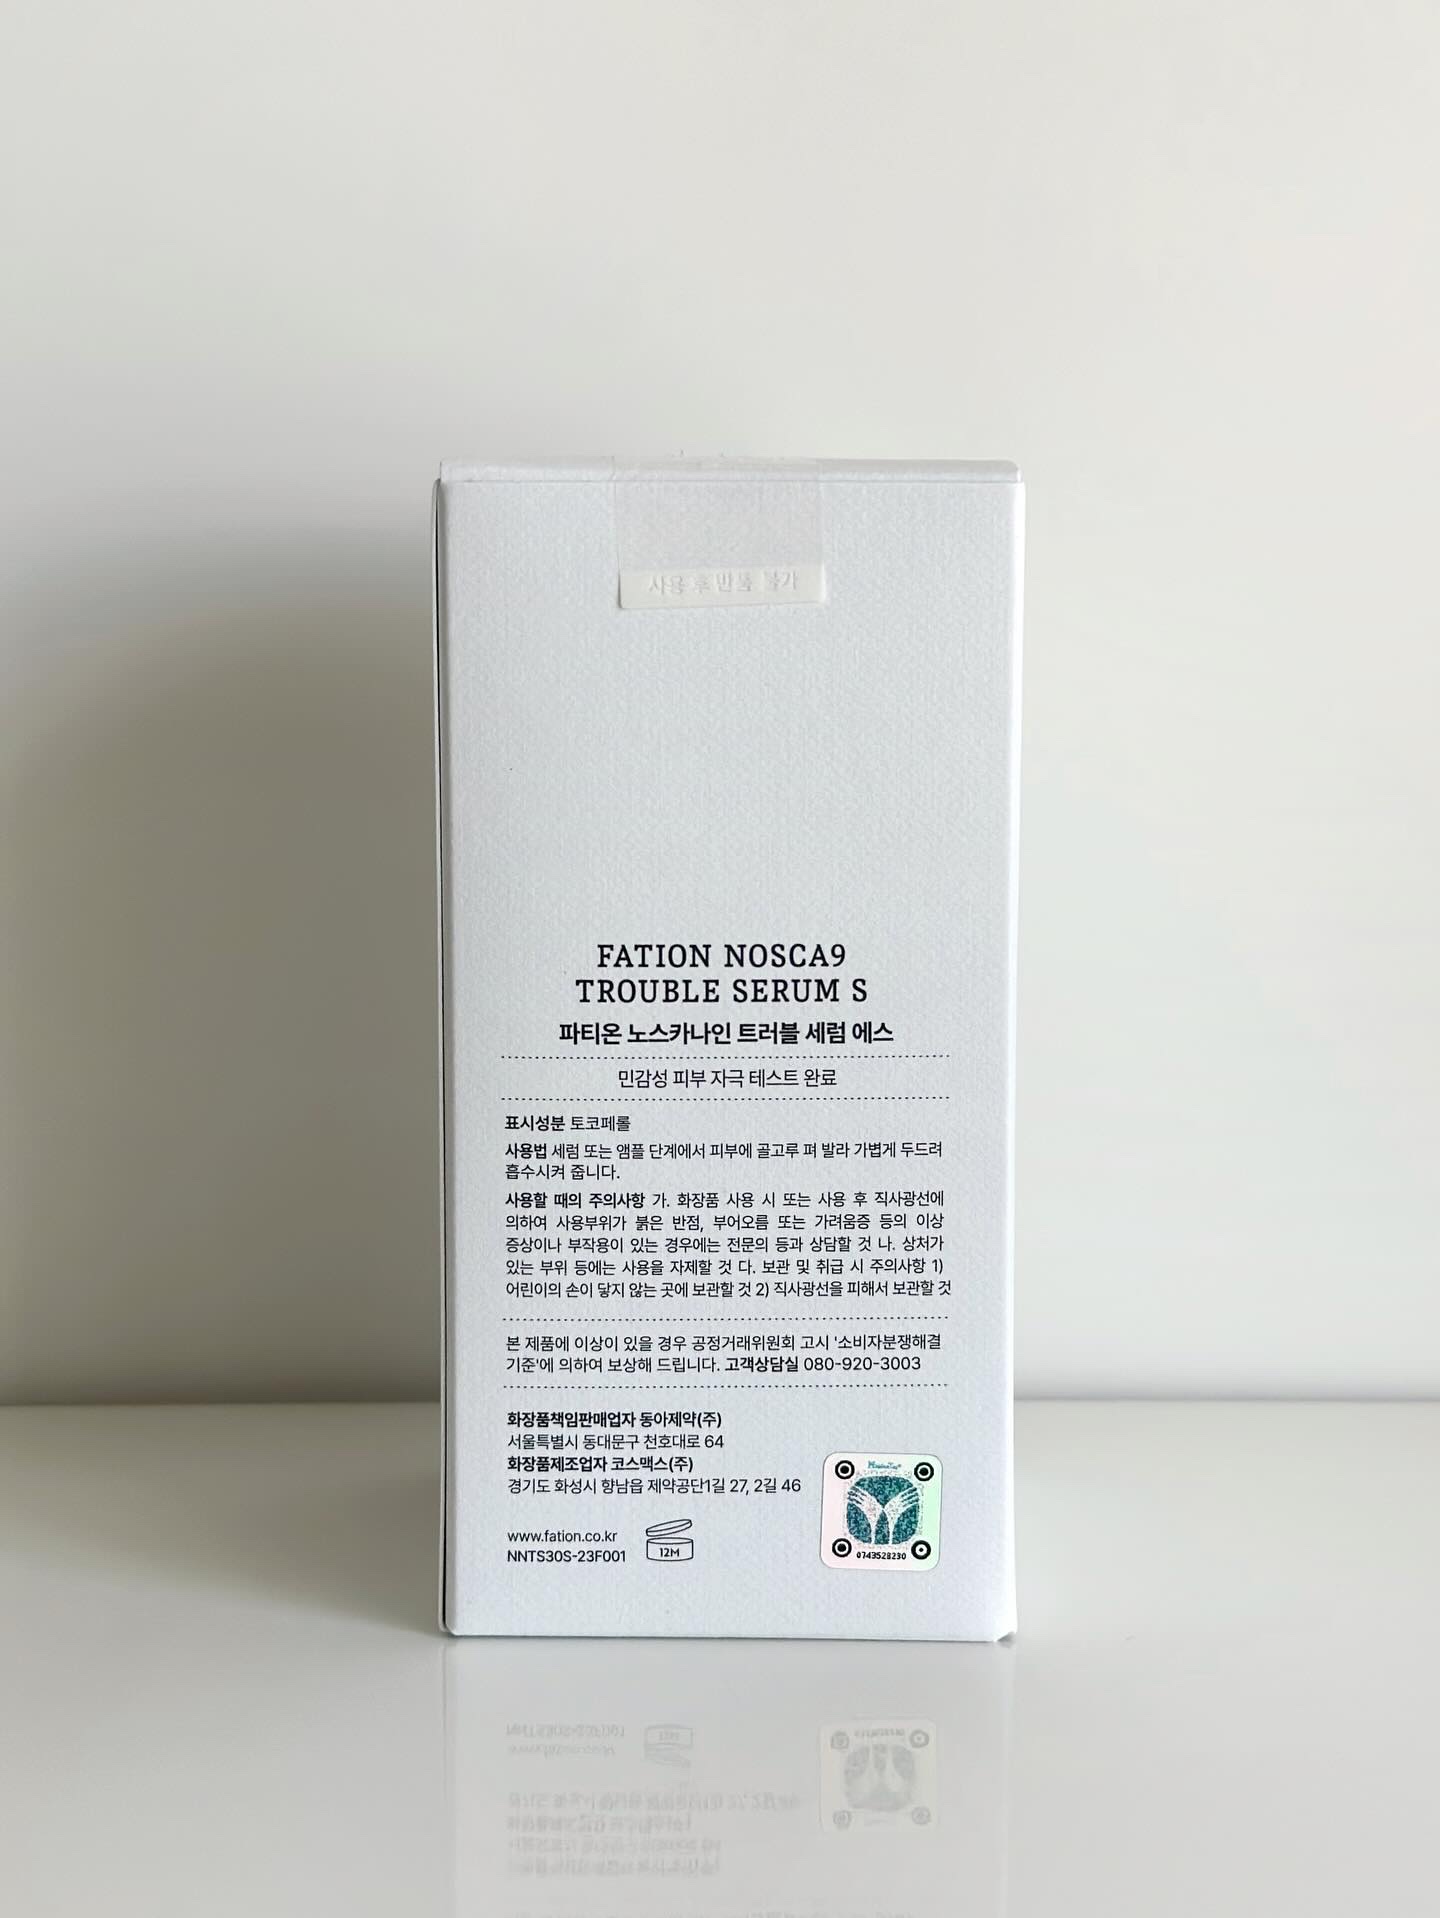 사용 후 반품 불가
FATION NOSCA9
TROUBLE SERUM S
파티온 노스카나인 트러블 세럼 에스
민감성 피부 자극 테스트 완료
표시성분 토코페롤
사용법 세럼 또는 앰플 단계에서 피부에 골고루 펴 발라 가볍게 두드려
흡수시켜 줍니다.
사용할 때의 주의사항 가. 화장품 사용 시 또는 사용 후 직사광선에
의하여 사용부위가 붉은 반점, 부어오름 또는 가려움증 등의 이상
증상이나 부작용이 있는 경우에는 전문의 등과 상담할 것 나. 상처가
있는 부위 등에는 사용을 자제할 것 다. 보관 및 취급 시 주의사항 1)
어린이의 손이 닿지 않는 곳에 보관할 것 2) 직사광선을 피해서 보관할 것
본 제품에 이상이 있을 경우 공정거래위원회 고시 '소비자분쟁해결
기준'에 의하여 보상해 드립니다. 고객상담실 080-920-3003
화장품책임판매업자 동아제약(주)
서울특별시 동대문구 천호대로 64
화장품제조업자 코스맥스(주)
경기도 화성시 향남읍 제약공단1길 27, 2길 46
www.fation.co.kr
NNTS30S-23F001
12M
0743528230